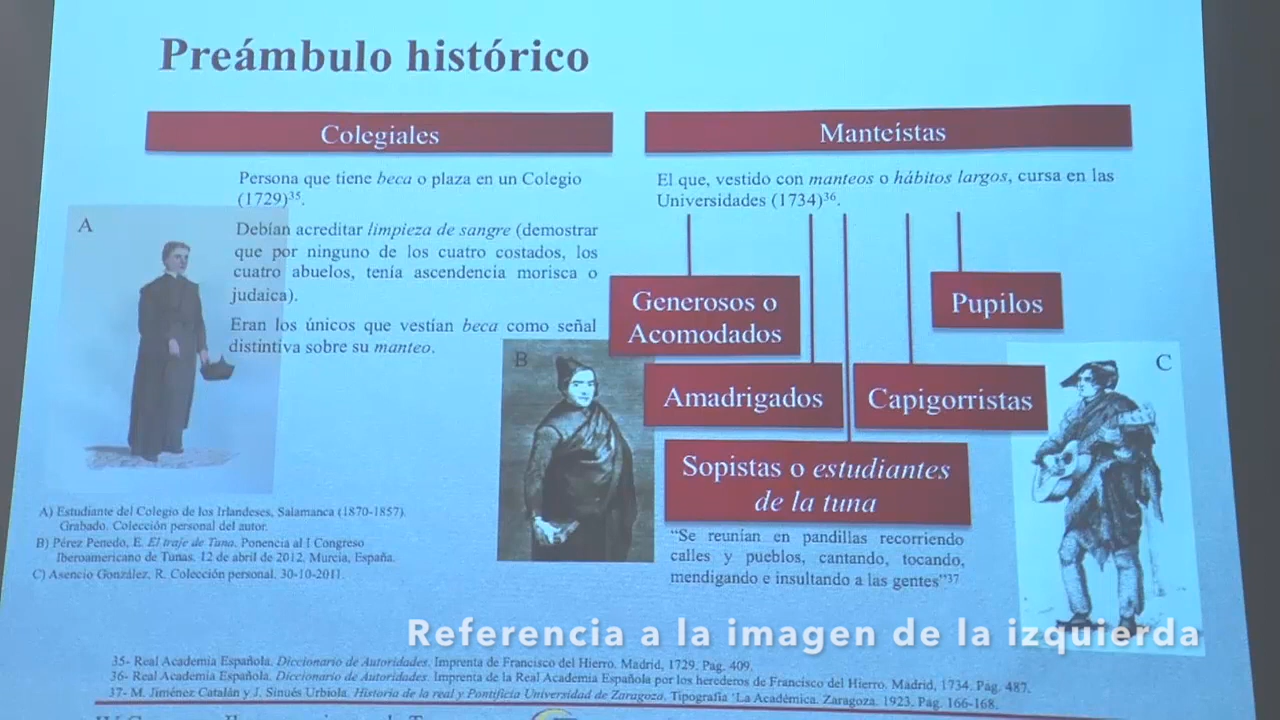 Preámbulo histórico
Colegiales
Persona que tiene beca o plaza en un Colegio
(1729)35.
Debían acreditar limpieza de sangre (demostrar
que por ninguno de los cuatro costados, los
cuatro abuelos, tenía ascendencia morisca o
judaica).
Eran los únicos que vestían beca como señal
distintiva sobre su manteo.
A
Manteístas
El que, vestido con manteos o hábitos largos, cursa en las
Universidades (1734)36.
Generosos o
Acomodados
Pupilos
Amadrigados
Capigorristas
Sopistas o estudiantes
de la tuna
B
C
"Se reunían en pandillas recorriendo
calles y pueblos, cantando, tocando,
mendigando e insultando a las gentes"37
A) Estudiante del Colegio de los Irlandeses, Salamanca (1870-1857).
Grabado. Colección personal del autor.
B) Pérez Penedo, E. El traje de Tuna. Ponencia al I Congreso
Iberoamericano de Tunas. 12 de abril de 2012. Murcia, España.
C) Asencio González, R. Colección personal. 30-10-2011.
Referencia a la imagen de la izquierda
35- Real Academia Española. Diccionario de Autoridades. Imprenta de Francisco del Hierro. Madrid, 1729. Pag. 409.
36- Real Academia Española. Diccionario de Autoridades. Imprenta de la Real Academia Española por los herederos de Francisco del Hierro. Madrid, 1734. Pag. 487.
37- M. Jiménez Catalán y J. Sinués Urbiola. Historia de la real y Pontificia Universidad de Zaragoza. Tipografía 'La Académica. Zaragoza. 1923. Pag. 166-168.